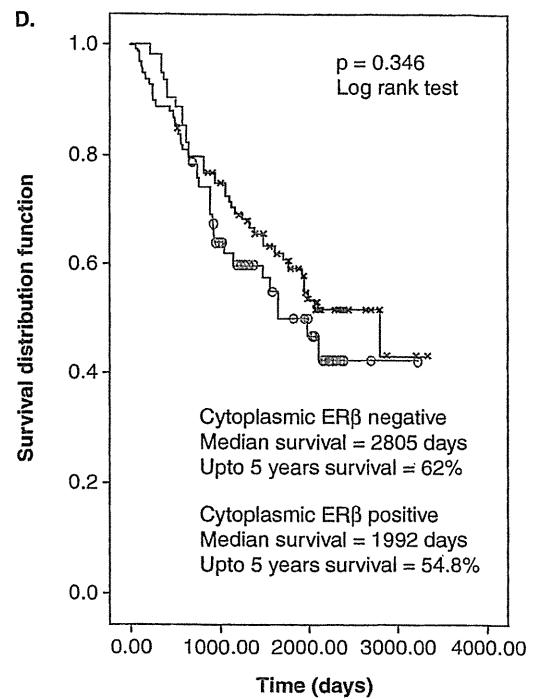 D.
p = 0.346
Log rank test
1.0
0.8
0.6
0.4
0.2
0.0
Survival distribution function
Cytoplasmic ERβ negative
Median survival = 2805 days
Upto 5 years survival = 62%
Cytoplasmic ERβ positive
Median survival = 1992 days
Upto 5 years survival = 54.8%
0.00 1000.00 2000.00 3000.00 4000.00
Time (days)